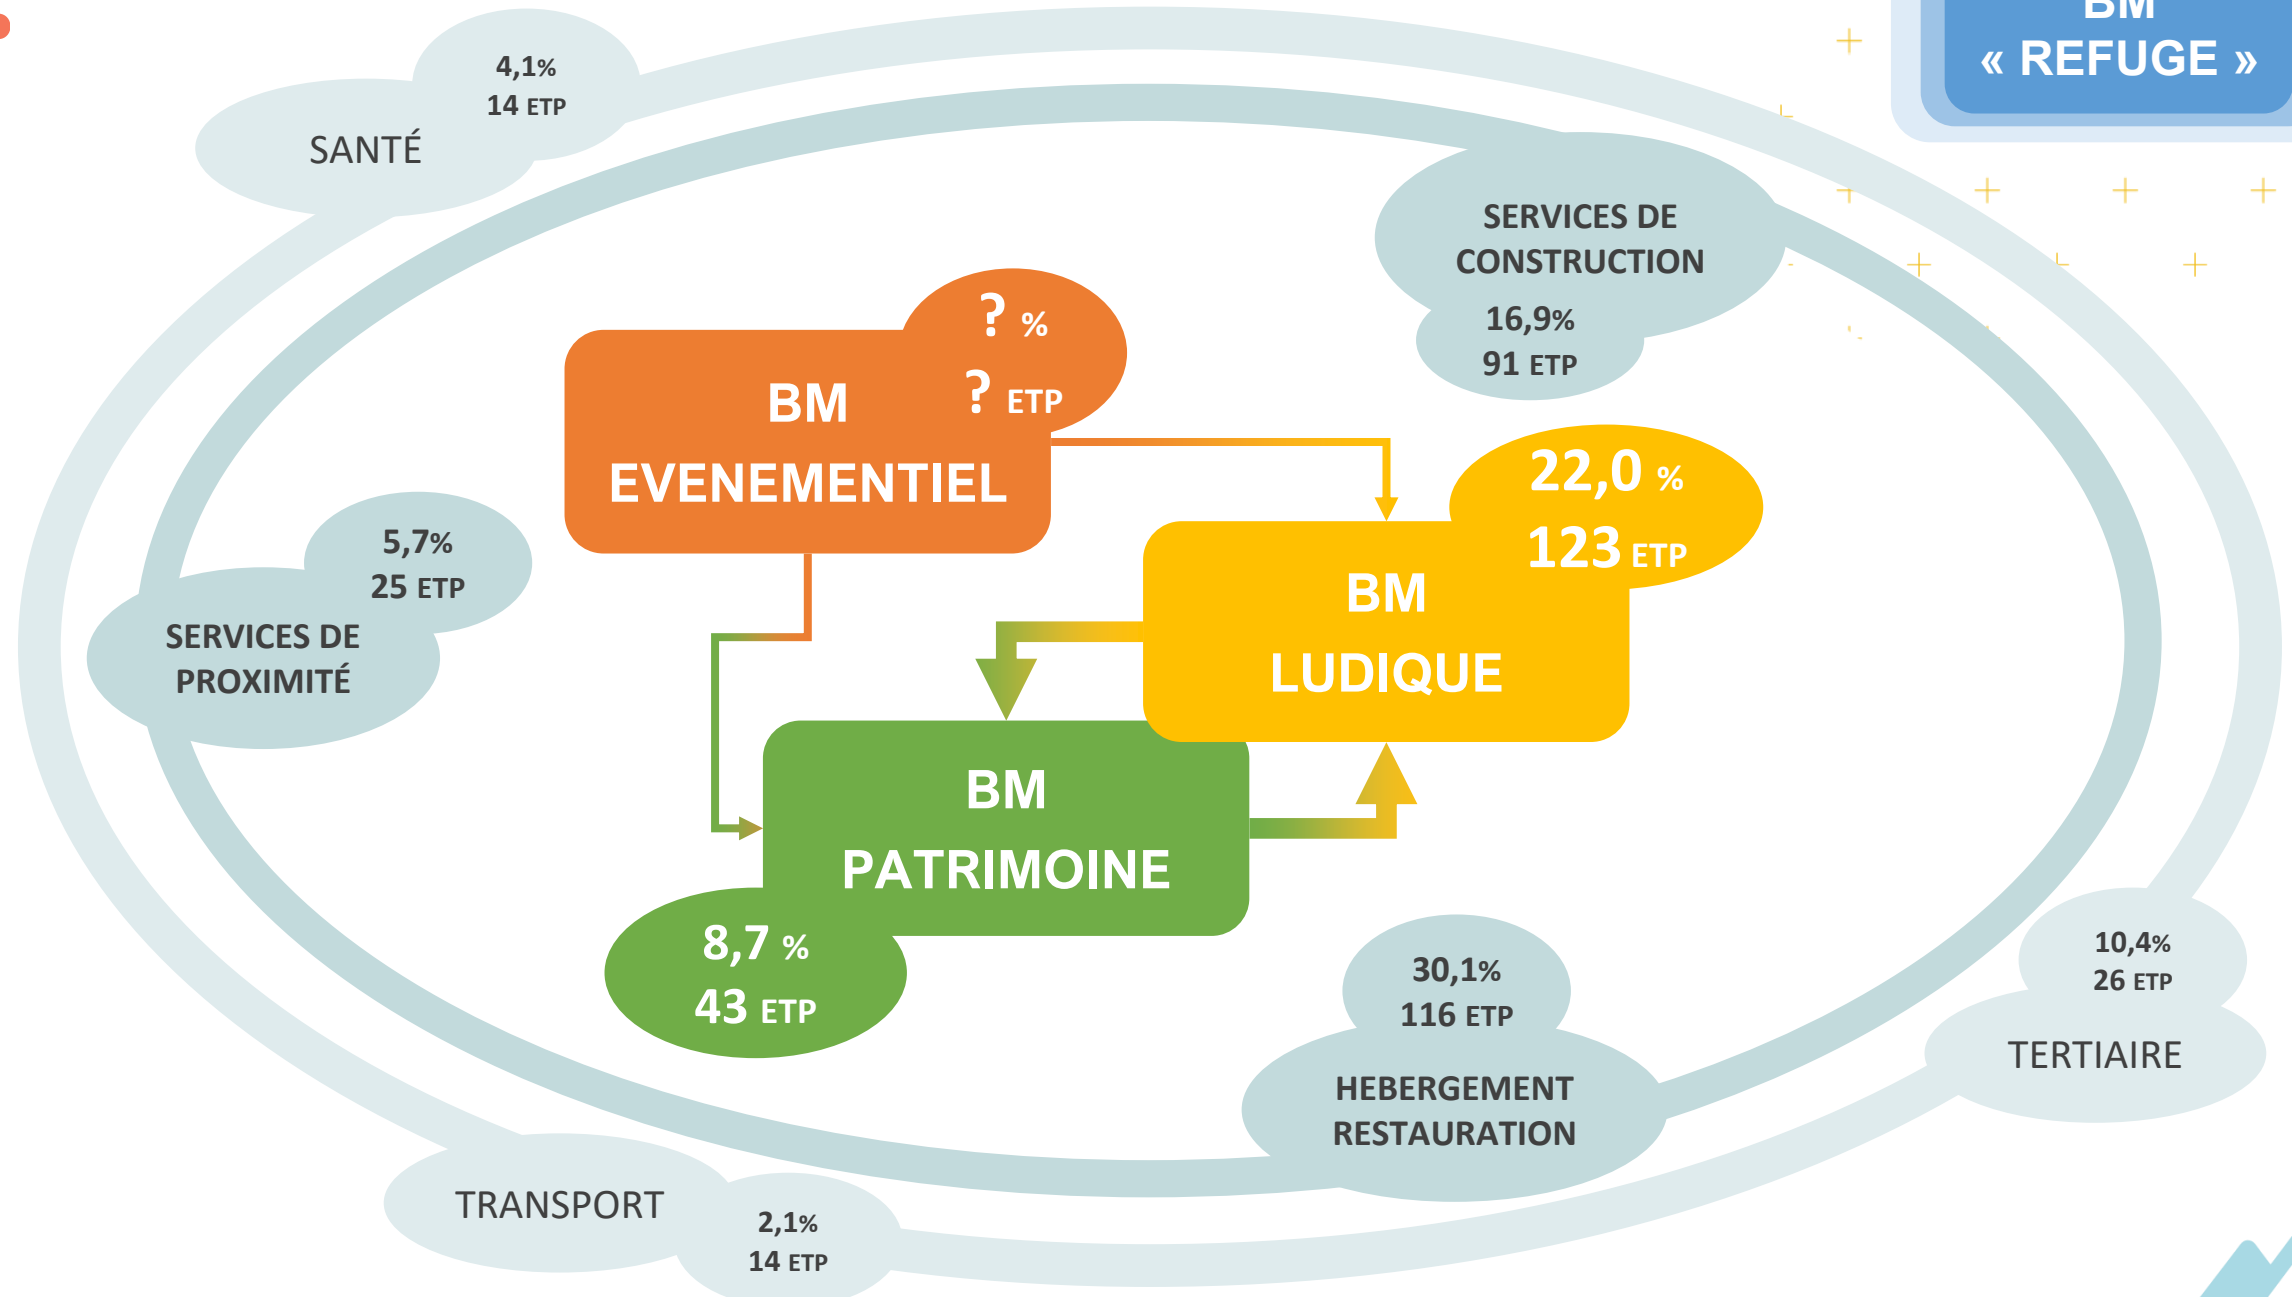 BM
« REFUGE »
4,1%
14 ETP
SANTÉ
SERVICES DE
CONSTRUCTION
16,9%
91 ETP
? %
? ETP
BM
EVENEMENTIEL
22,0 %
123 ETP
BM
LUDIQUE
5,7%
25 ETP
SERVICES DE
PROXIMITÉ
BM
PATRIMOINE
8,7 %
43 ETP
30,1%
116 ETP
HEBERGEMENT
RESTAURATION
10,4%
26 ETP
TERTIAIRE
TRANSPORT
2,1%
14 ETP